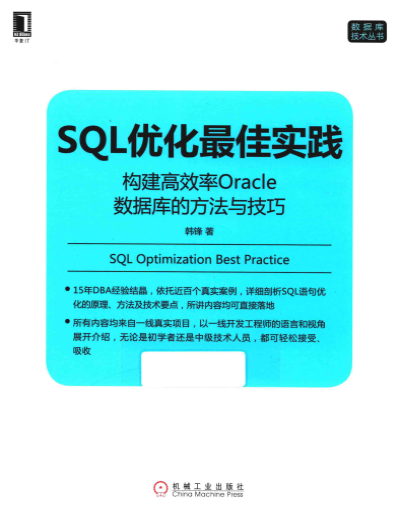 数据库
技术丛书
SQL优化最佳实践
构建高效率Oracle
数据库的方法与技巧
韩锋 著
SQL Optimization Best Practice
● 15年DBA经验结晶，依托近百个真实案例，详细剖析SQL语句优
化的原理、方法及技术要点，所讲内容均可直接落地
● 所有内容均来自一线真实项目，以一线开发工程师的语言和视角
展开介绍，无论是初学者还是中级技术人员，都可轻松接受、
吸收
机械工业出版社
China Machine Press